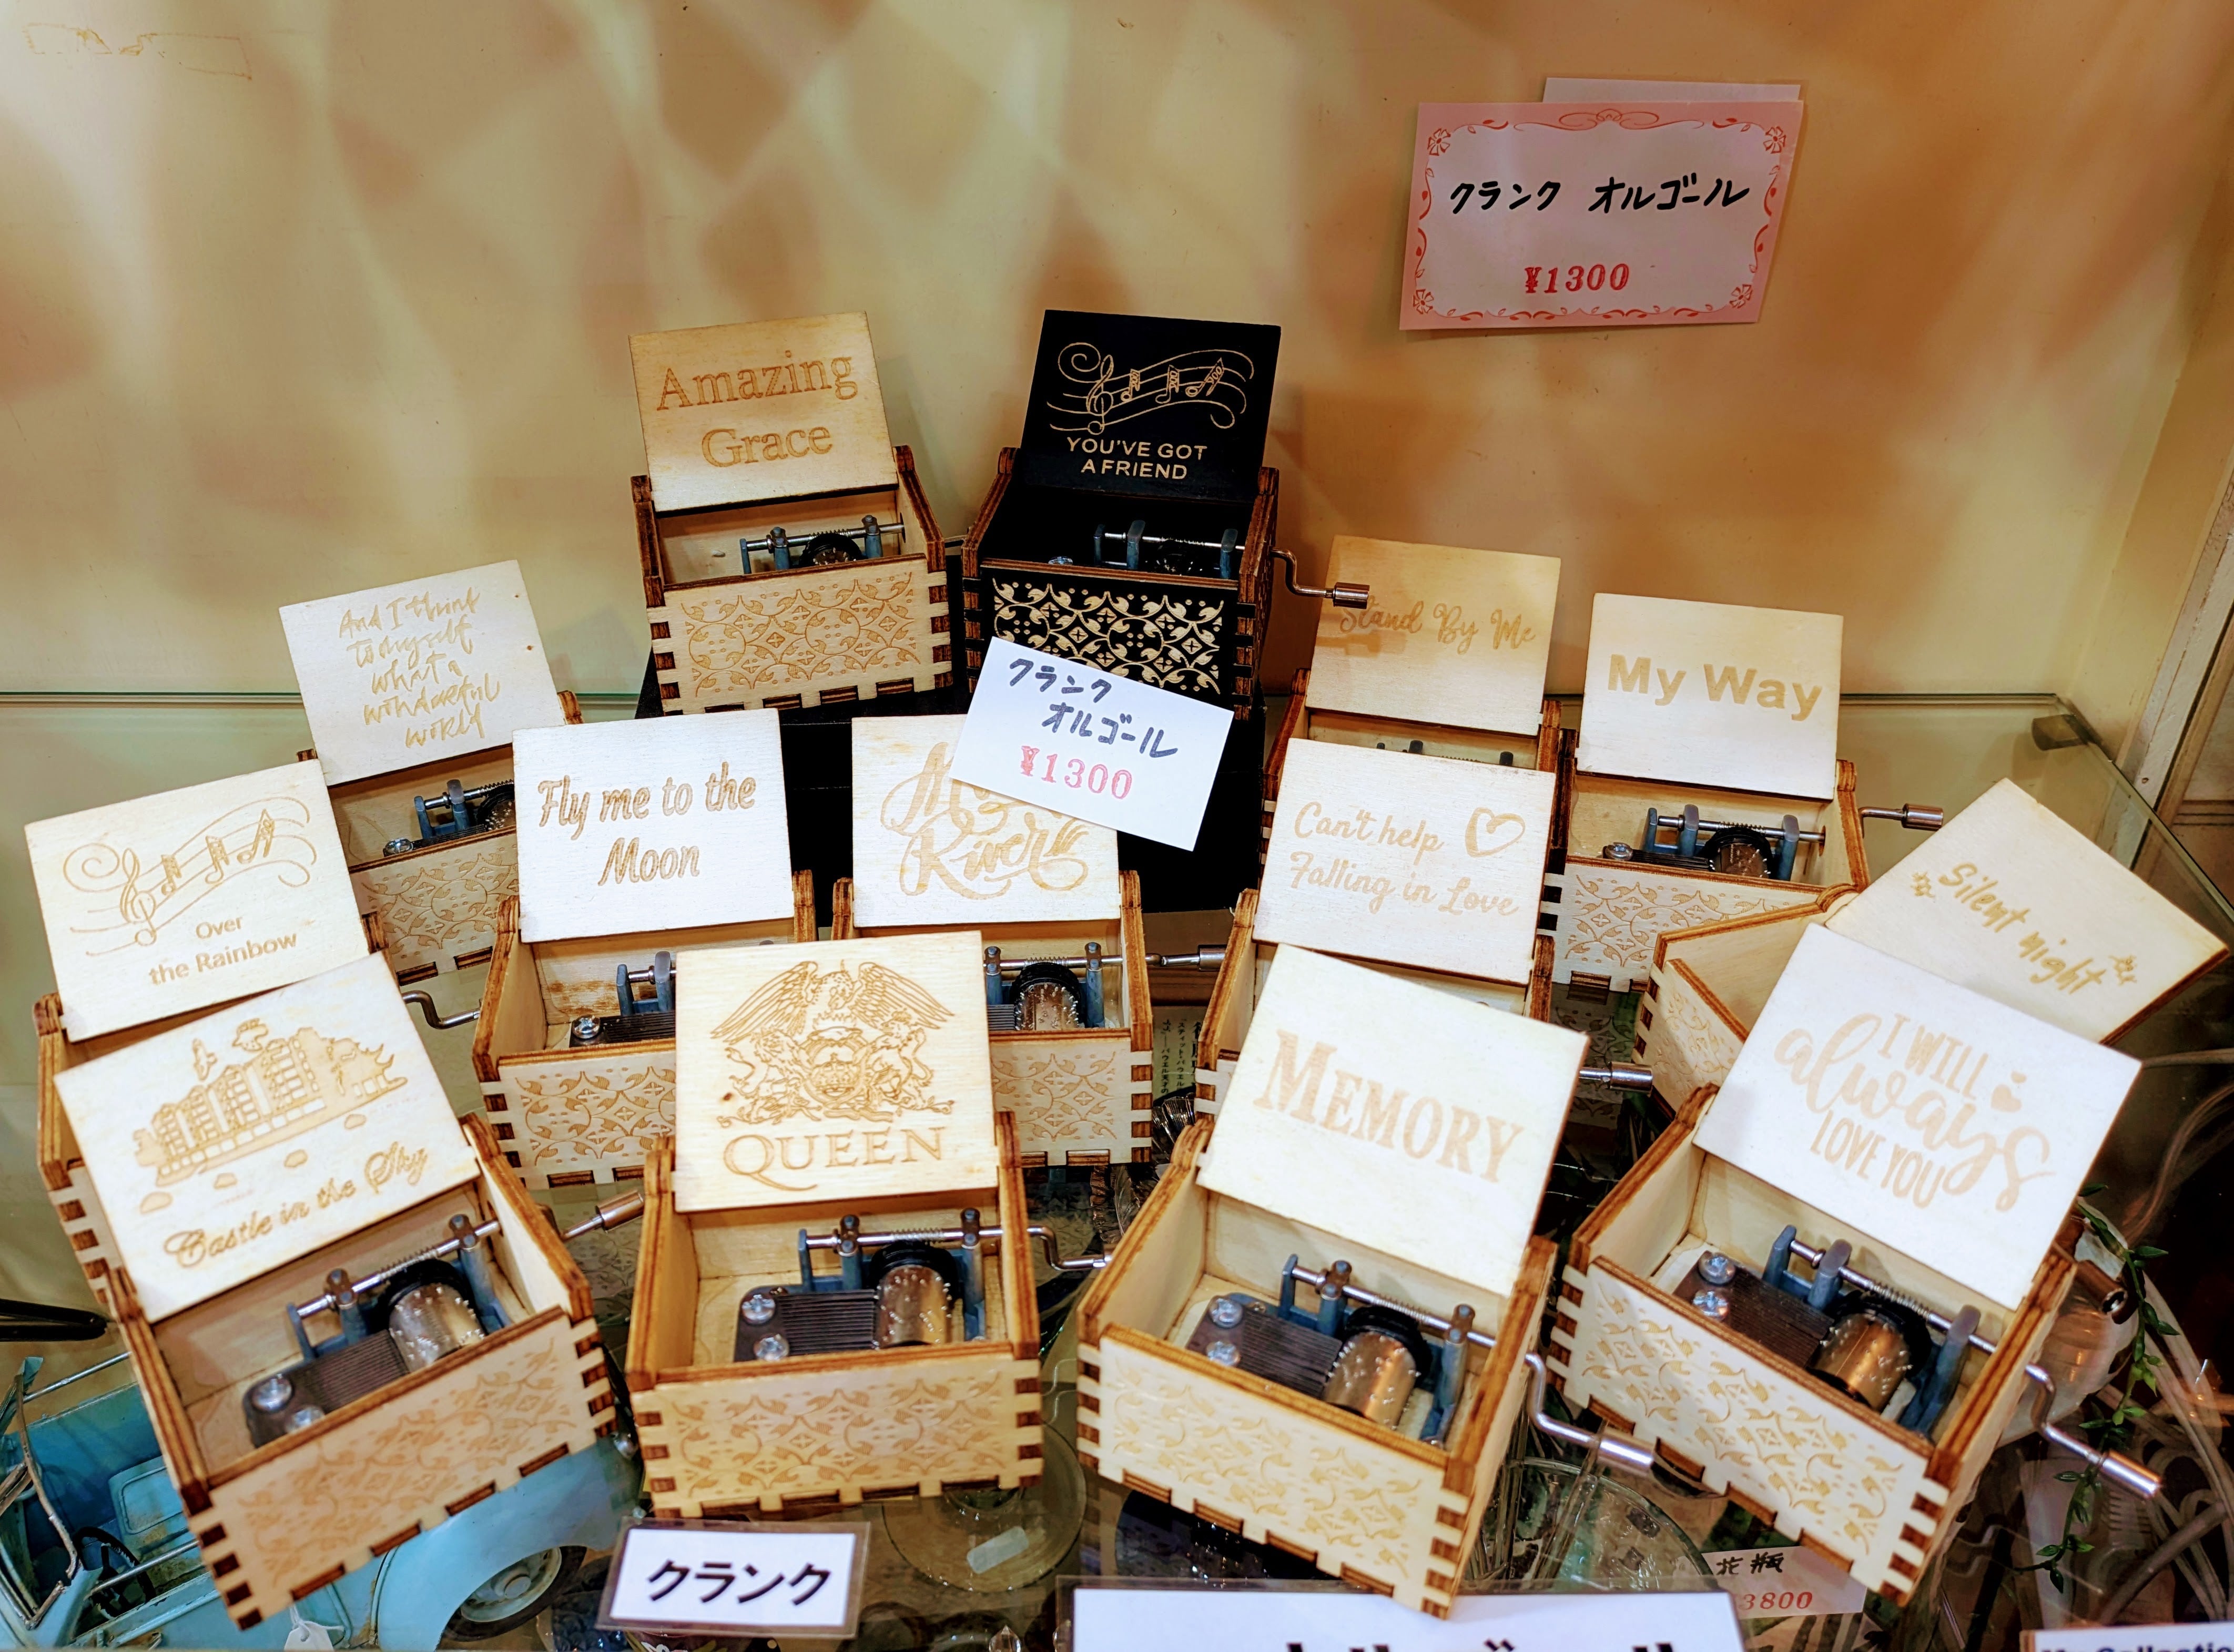 クランク オルゴール
¥1300
Amazing
Grace
YOU'VE GOT
A FRIEND
And I think
to myself
what a
wonderful
world
Stand By Me
My Way
クランク
オルゴール
¥1300
Fly me to the
Moon
River
Can't help
Falling in Love
Over
the Rainbow
Silent night
Castle in the Sky
QUEEN
MEMORY
I WILL
always
LOVE YOU
クランク
花瓶
3800